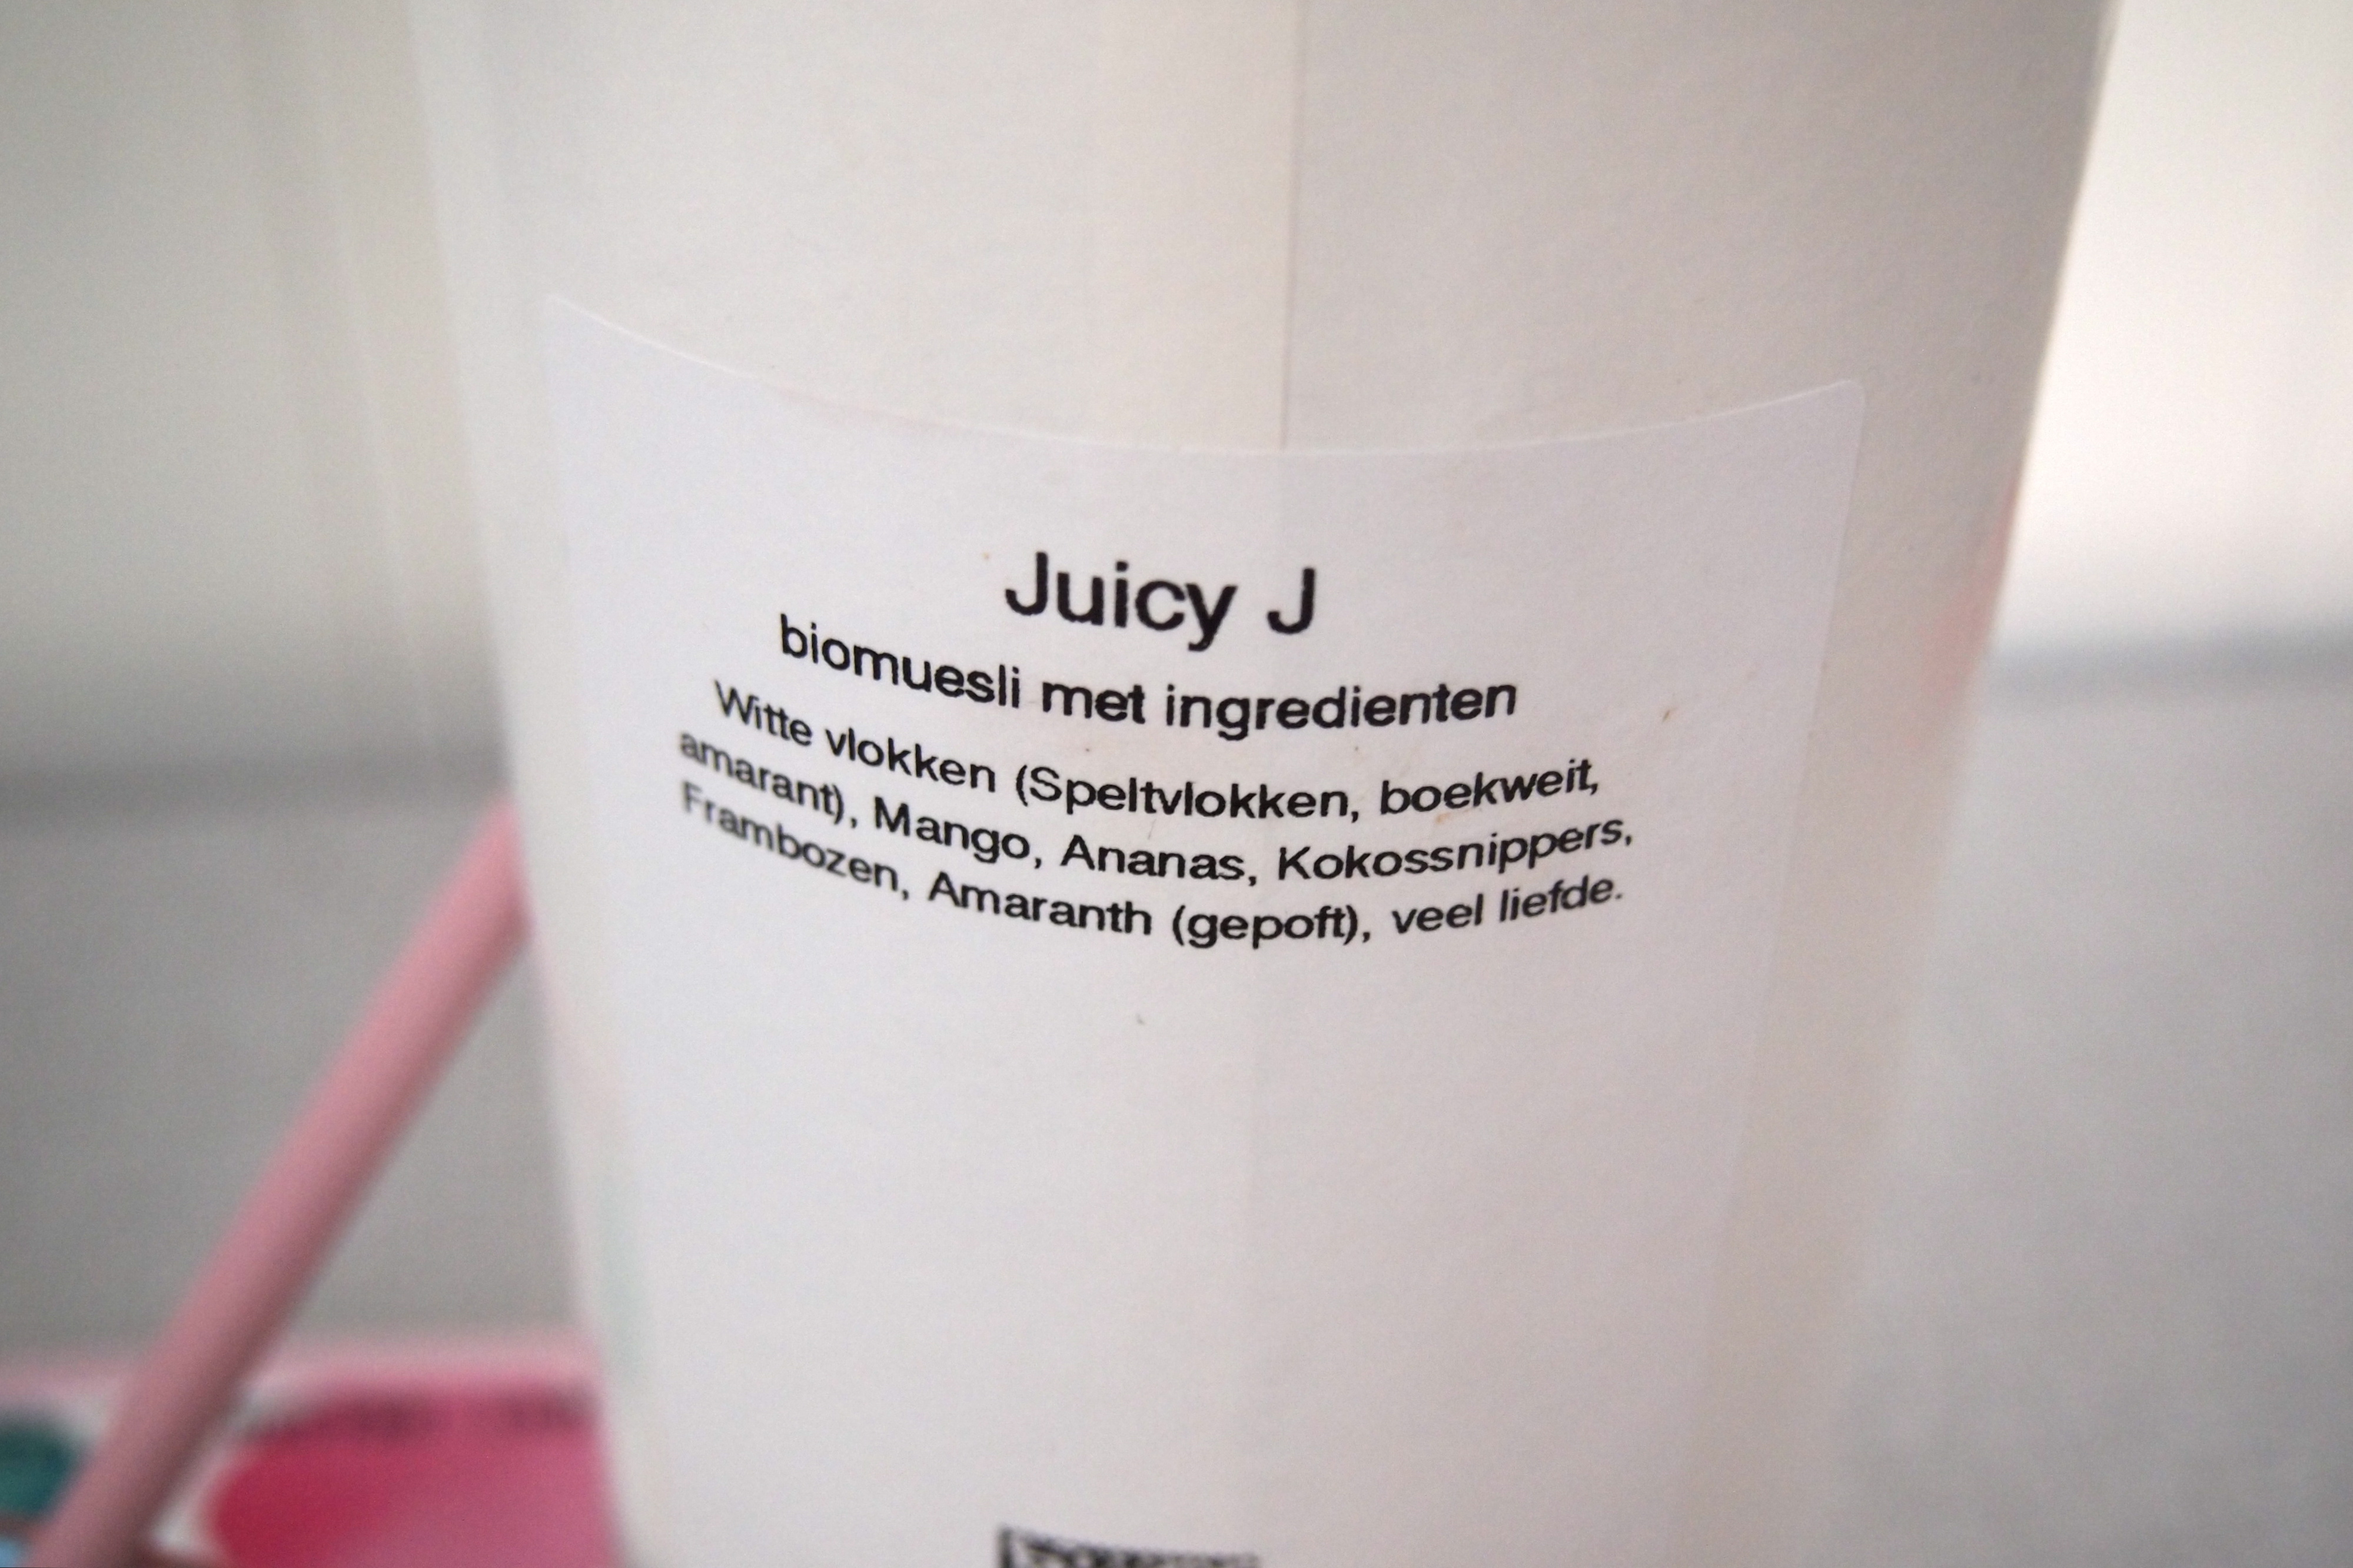 Juicy J
biomuesli met ingredienten
Witte vlokken (Speltvlokken, boekweit,
amarant), Mango, Ananas, Kokossnippers,
Frambozen, Amaranth (gepoft), veel liefde.